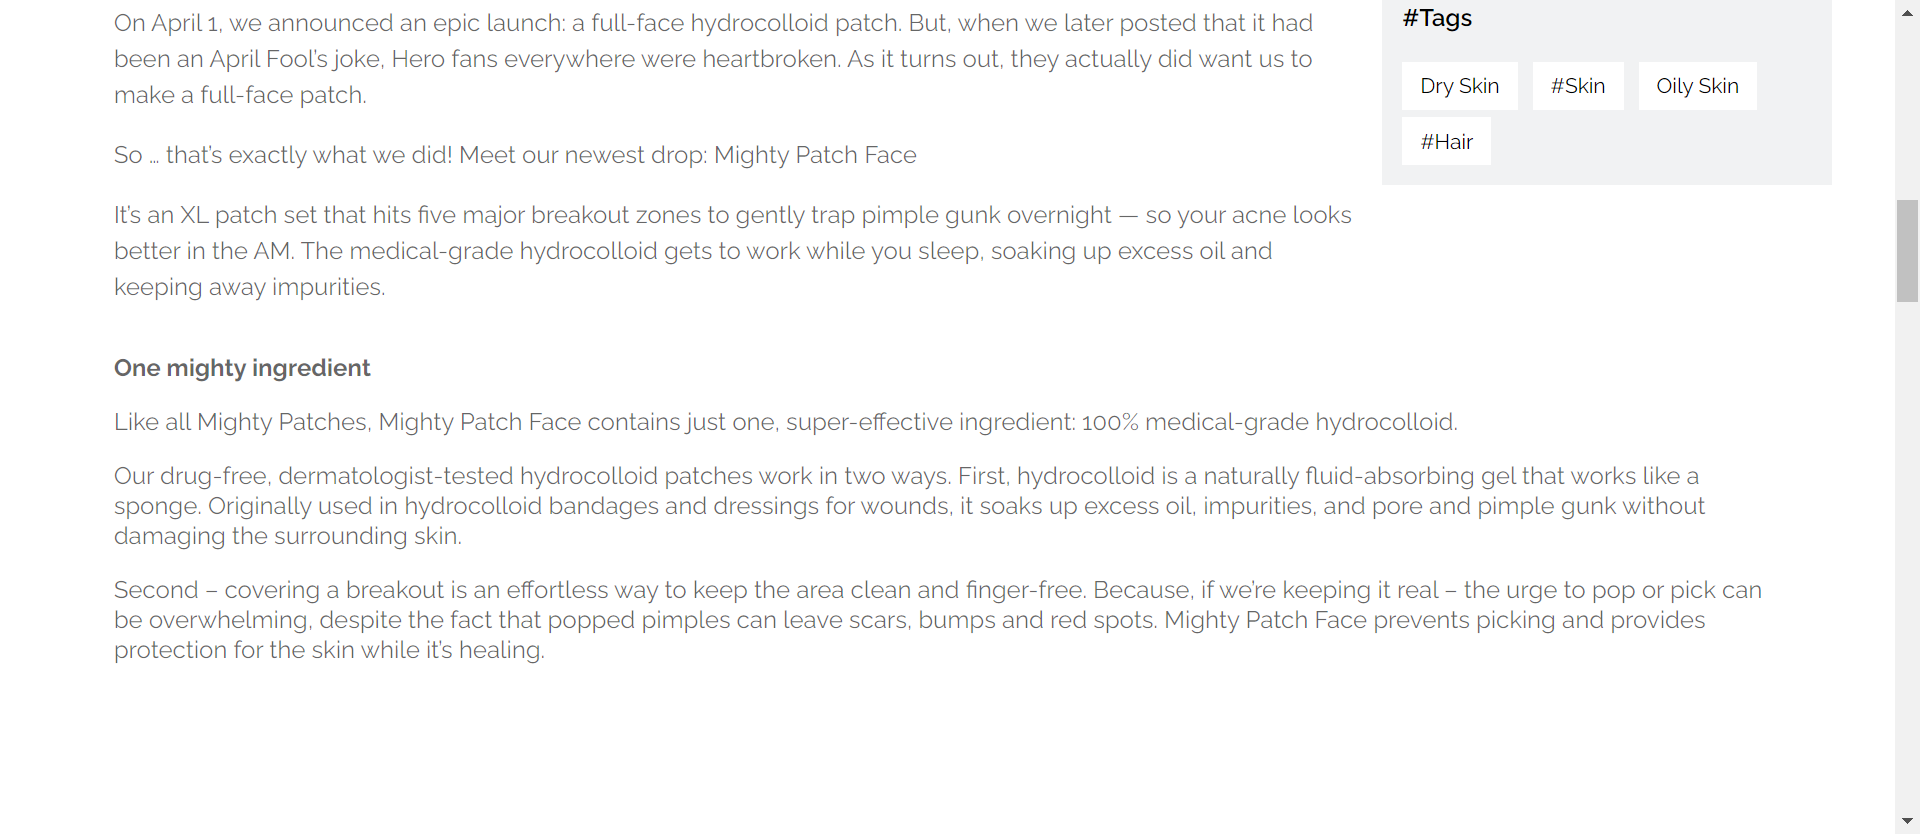 On April 1, we announced an epic launch: a full-face hydrocolloid patch. But, when we later posted that it had
been an April Fool’s joke, Hero fans everywhere were heartbroken. As it turns out, they actually did want us to
make a full-face patch.
So … that’s exactly what we did! Meet our newest drop: Mighty Patch Face
It’s an XL patch set that hits five major breakout zones to gently trap pimple gunk overnight — so your acne looks
better in the AM. The medical-grade hydrocolloid gets to work while you sleep, soaking up excess oil and
keeping away impurities.
One mighty ingredient
Like all Mighty Patches, Mighty Patch Face contains just one, super-effective ingredient: 100% medical-grade hydrocolloid.
Our drug-free, dermatologist-tested hydrocolloid patches work in two ways. First, hydrocolloid is a naturally fluid-absorbing gel that works like a
sponge. Originally used in hydrocolloid bandages and dressings for wounds, it soaks up excess oil, impurities, and pore and pimple gunk without
damaging the surrounding skin.
Second – covering a breakout is an effortless way to keep the area clean and finger-free. Because, if we’re keeping it real – the urge to pop or pick can
be overwhelming, despite the fact that popped pimples can leave scars, bumps and red spots. Mighty Patch Face prevents picking and provides
protection for the skin while it’s healing.
#Tags
Dry Skin
#Skin
Oily Skin
#Hair